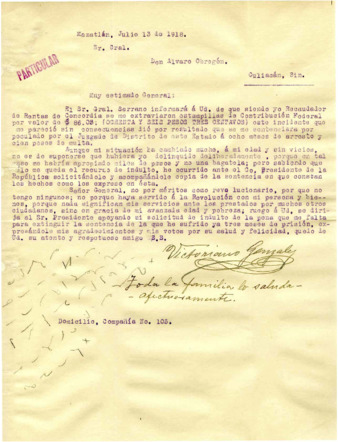 Mazatlán, Julio 13 de 1918.
Sr. Gral.
Don Alvaro Obregón.
PARTICULAR
Culiacán, Sin.
Muy estimado General:
El Sr. Gral. Serrano informará á Ud. de que siendo yo Recaudador
de Rentas de Concordia se me extraviaron estampillas de Contribución Federal
por valor de $ 86.03; (OCHENTA Y SEIS PESOS TRES CENTAVOS) este incidente que
me pareció sin consecuencias dió por resultado que se me sentenciara por
peculado por el Juzgado de Distrito de este Estado á ocho meses de arresto y
cien pesos de multa.
Aunque mi situación ha cambiado mucho, á mi edad y sin vicios,
no es de suponerse que hubiera yo delinquido deliberadamente, porque en tal
me habría apropiado miles de pesos y no una bagatela; pero sabiendo que
sólo me queda el recurso de indulto, he ocurrido ante el Co. Presidente de la
República solicitándolo y acompañándole copia de la sentencia en que constan
los hechos como los expreso en ésta.
Señor General, no por méritos como revolucionario, por que no
tengo ningunos; no porque haya servido á la Revolución con mi persona y bie-
nes, porque nada significan mis servicios ante los prestados por muchos otros
ciudadanos, sino en gracia de mi avanzada edad y pobreza, ruego á Ud. se diri-
ja al Sr. Presidente apoyando mi solicitud de indulto de la pena que me falta
para extinguir la sentencia de la que he sufrido ya tres meses de prisión, ex-
presándole mis agradecimientos y mis votos por su salud y felicidad, quedo de
Ud. su atento y respetuoso amigo S.S.
Victoriano González
Toda la familia lo saluda
afectuosamente.
Domicilio, Compañía No. 103.